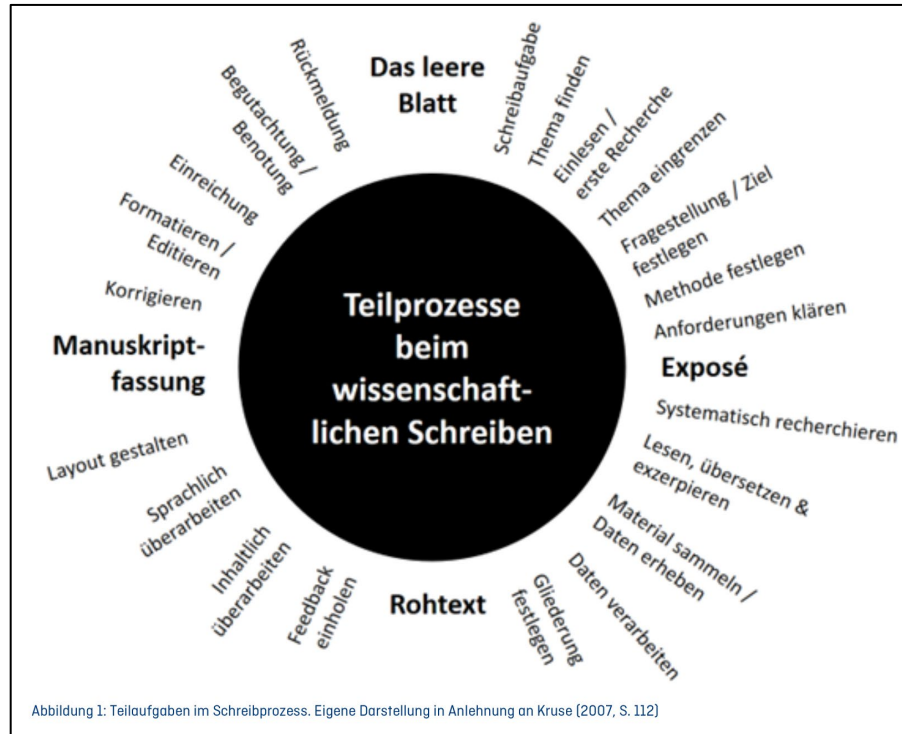 Das leere
Blatt
Schreibaufgabe
Thema finden
Einlesen /
erste Recherche
Thema eingrenzen
Fragestellung / Ziel
festlegen
Methode festlegen
Anforderungen klären
Exposé
Systematisch recherchieren
Lesen, übersetzen &
exzerpieren
Material sammeln /
Daten erheben
Daten verarbeiten
Gliederung
festlegen
Rohtext
Feedback
einholen
Inhaltlich
überarbeiten
Sprachlich
überarbeiten
Layout gestalten
Manuskript-
fassung
Korrigieren
Formatieren /
Editieren
Einreichung
Begutachtung /
Benotung
Rückmeldung
Teilprozesse
beim
wissenschaft-
lichen Schreiben
Abbildung 1: Teilaufgaben im Schreibprozess. Eigene Darstellung in Anlehnung an Kruse (2007, S. 112)